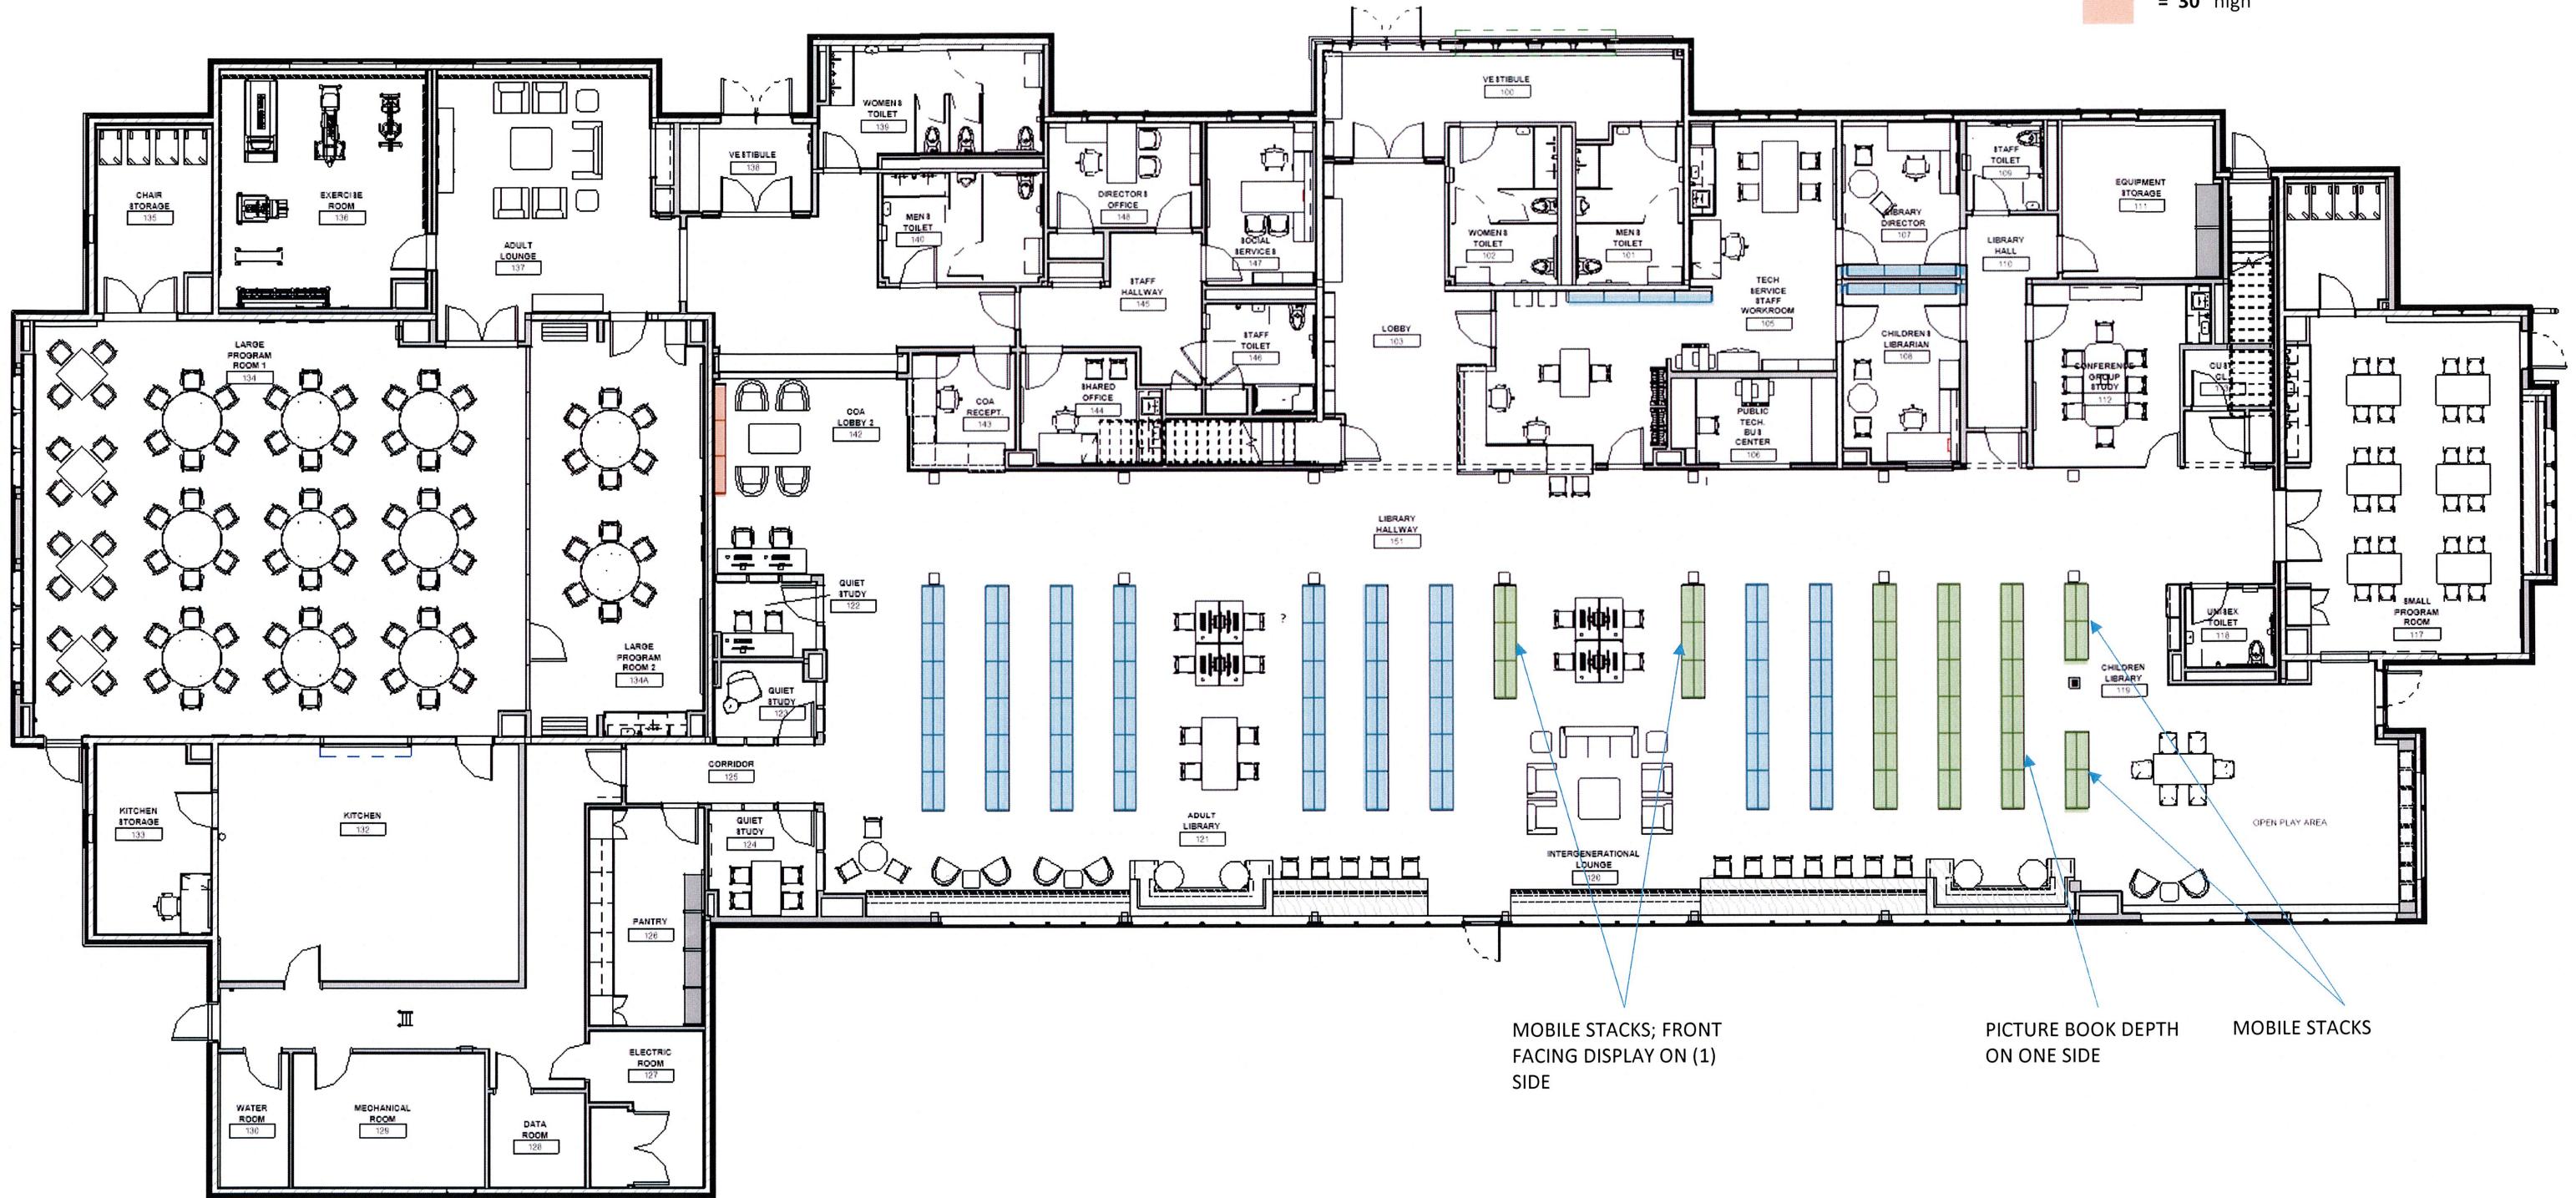 = 30" high
VESTIBULE
100
WOMENS
TOILET
139
VESTIBULE
138
CHAIR
STORAGE
135
EXERCISE
ROOM
136
ADULT
LOUNGE
137
MENS
TOILET
140
DIRECTORS
OFFICE
148
SOCIAL
SERVICES
147
STAFF
HALLWAY
145
STAFF
TOILET
146
WOMENS
TOILET
102
MENS
TOILET
101
LOBBY
103
TECH
SERVICE
STAFF
WORKROOM
105
LIBRARY
DIRECTOR
107
STAFF
TOILET
109
LIBRARY
HALL
110
EQUIPMENT
STORAGE
111
CHILDREN'S
LIBRARIAN
108
CONFERENCE
GROUP
STUDY
112
PUBLIC
TECH.
BUS
CENTER
106
LARGE
PROGRAM
ROOM 1
134
COA
LOBBY 2
142
COA
RECEPT.
143
SHARED
OFFICE
144
LIBRARY
HALLWAY
151
QUIET
STUDY
122
?
LARGE
PROGRAM
ROOM 2
134A
QUIET
STUDY
123
UNISEX
TOILET
118
SMALL
PROGRAM
ROOM
117
CHILDREN
LIBRARY
119
CORRIDOR
125
KITCHEN
STORAGE
133
KITCHEN
132
QUIET
STUDY
124
ADULT
LIBRARY
121
OPEN PLAY AREA
INTERGENERATIONAL
LOUNGE
120
PANTRY
126
MOBILE STACKS; FRONT
FACING DISPLAY ON (1)
SIDE
PICTURE BOOK DEPTH
ON ONE SIDE
MOBILE STACKS
ELECTRIC
ROOM
127
WATER
ROOM
130
MECHANICAL
ROOM
129
DATA
ROOM
128